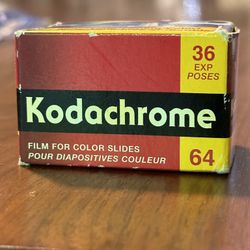 36
EXP
POSES
Kodachrome
FILM FOR COLOR SLIDES
POUR DIAPOSITIVES COULEUR
64